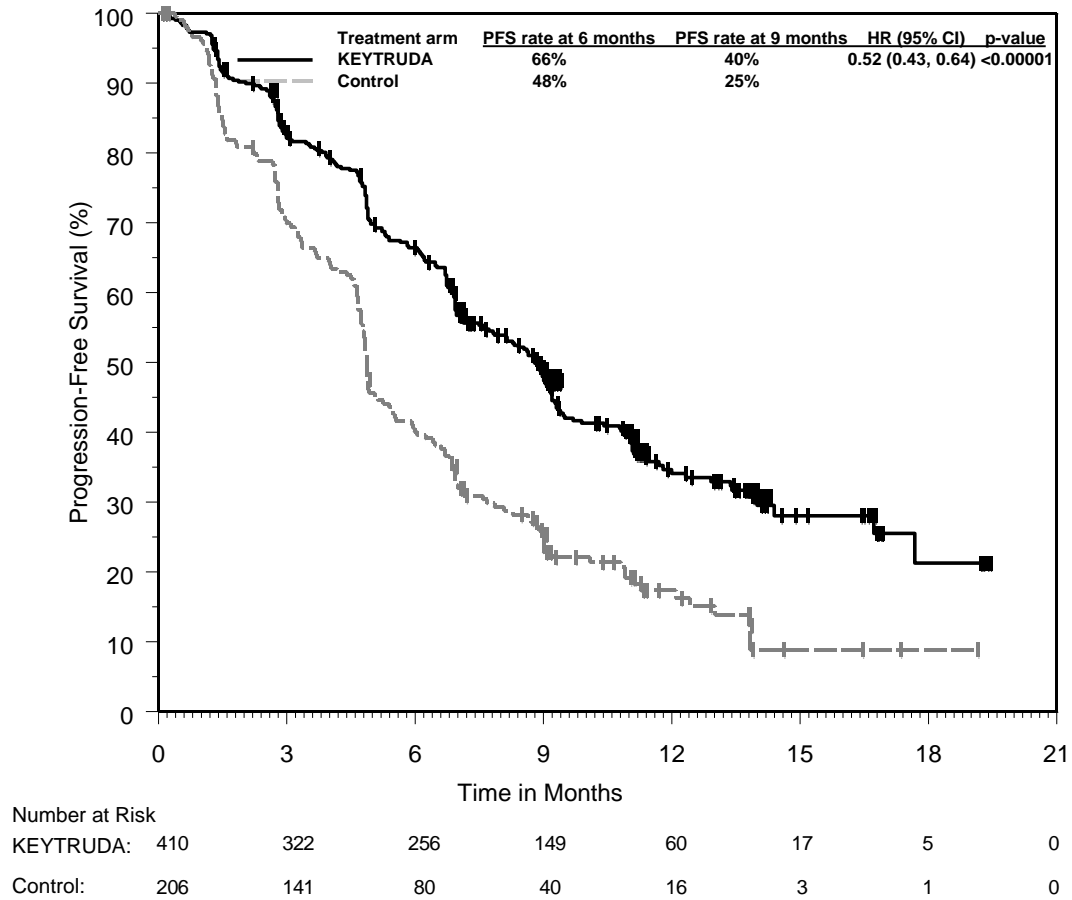 Treatment arm PFS rate at 6 months PFS rate at 9 months HR (95% CI) p-value
KEYTRUDA 66% 40% 0.52 (0.43, 0.64) <0.00001
Control 48% 25%
100
90
80
70
60
50
40
30
20
10
0
Progression-Free Survival (%)
0 3 6 9 12 15 18 21
Time in Months
Number at Risk
KEYTRUDA: 410 322 256 149 60 17 5 0
Control: 206 141 80 40 16 3 1 0